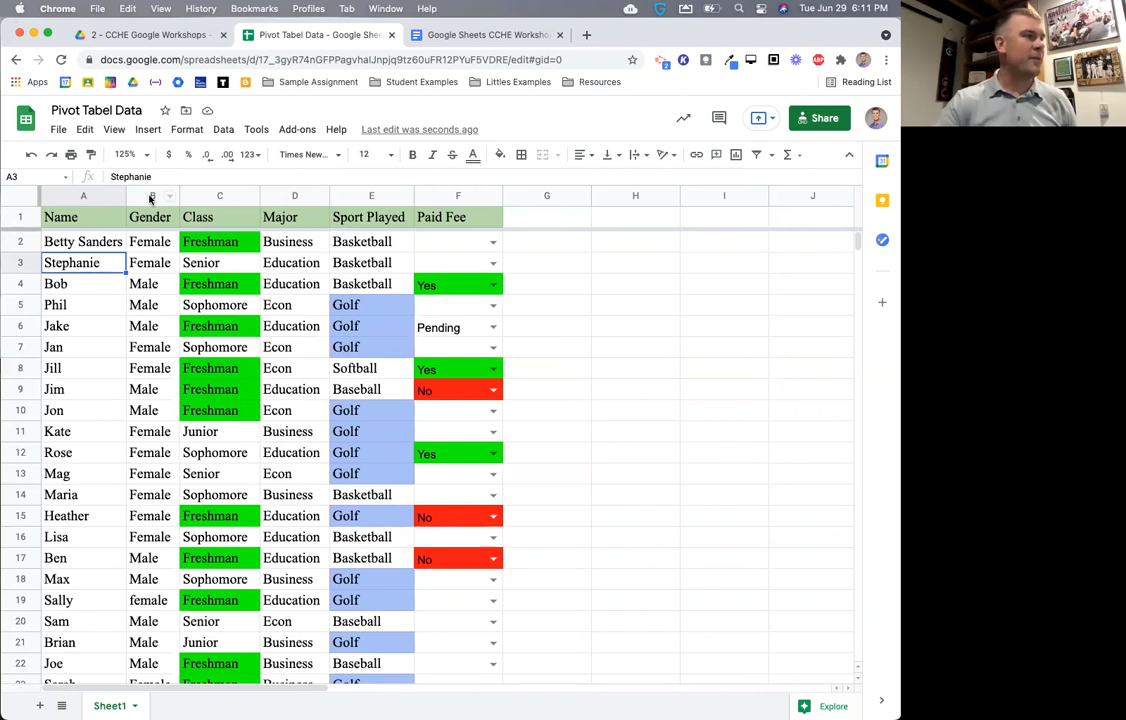 Chrome File Edit View History Bookmarks Profiles Tab Window Help Tue Jun 29 6:11 PM
2 - CCHE Google Workshops - Pivot Tabel Data - Google Shee Google Sheets CCHE Workshop
docs.google.com/spreadsheets/d/17_3gyR74nGFPPagvhaIJnpjq9tz60uFR12PYuF5VDRE/edit#gid=0
Apps Sample Assignment Student Examples Littles Examples Resources Reading List
Pivot Tabel Data
Share
File Edit View Insert Format Data Tools Add-ons Help Last edit was seconds ago
125% $ % .0 .00 123 Times New... 12 B I S A
A3 fx Stephanie
A B C D E F G H I J
1 Name Gender Class Major Sport Played Paid Fee
2 Betty Sanders Female Freshman Business Basketball
3 Stephanie Female Senior Education Basketball
4 Bob Male Freshman Education Basketball Yes
5 Phil Male Sophomore Econ Golf
6 Jake Male Freshman Education Golf Pending
7 Jan Female Sophomore Econ Golf
8 Jill Female Freshman Econ Softball Yes
9 Jim Male Freshman Education Baseball No
10 Jon Male Freshman Econ Golf
11 Kate Female Junior Business Golf
12 Rose Female Sophomore Education Golf Yes
13 Mag Female Senior Econ Golf
14 Maria Female Sophomore Business Basketball
15 Heather Female Freshman Education Golf No
16 Lisa Female Sophomore Education Basketball
17 Ben Male Freshman Education Basketball No
18 Max Male Sophomore Business Golf
19 Sally female Freshman Education Golf
20 Sam Male Senior Econ Baseball
21 Brian Male Junior Business Golf
22 Joe Male Freshman Business Baseball
Sarah Female Freshman Business Golf
Sheet1 Explore